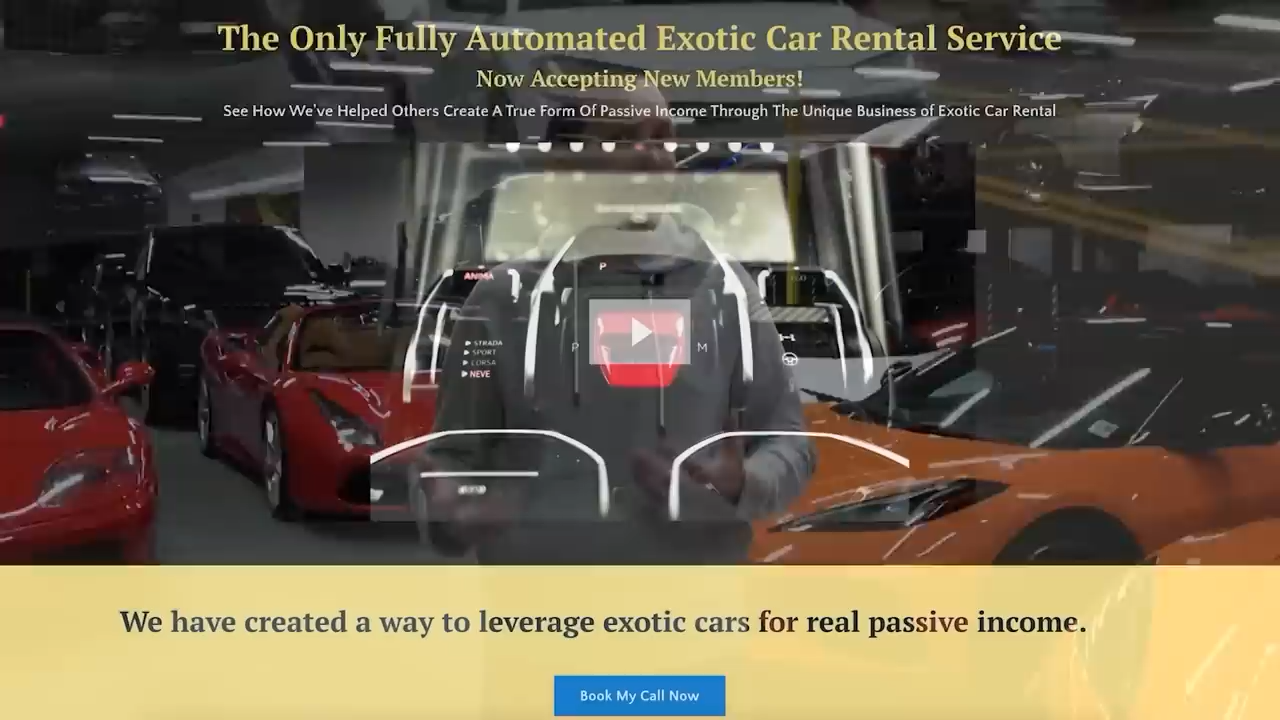 The Only Fully Automated Exotic Car Rental Service
Now Accepting New Members!
See How We've Helped Others Create A True Form Of Passive Income Through The Unique Business of Exotic Car Rental
P
ANIMA
P
M
STRADA
SPORT
CORSA
NEVE
We have created a way to leverage exotic cars for real passive income.
Book My Call Now